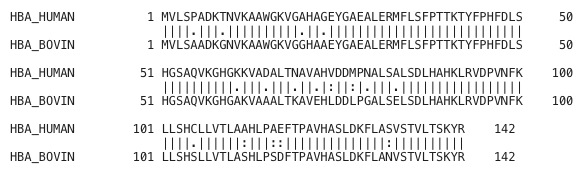 HBA_HUMAN 1 MVLSPADKTNVKAAWGKVGAHAGEYGAEALERMFLSFPTTKTYFPHFDLS 50
||||.|||.||||||||||.||.|||||||||||||||||||||||||||
HBA_BOVIN 1 MVLSAADKGNVKAAWGKVGGHAAEYGAEALERMFLSFPTTKTYFPHFDLS 50
HBA_HUMAN 51 HGSAQVKGHGKKVADALTNAVAHVDDMPNALSALSDLHAHKLRVDPVNFK 100
||||||||||.|||.|||.||.|:||:|.|||.|||||||||||||||||
HBA_BOVIN 51 HGSAQVKGHGAKVAAALTKAVEHLDDLPGALSELSDLHAHKLRVDPVNFK 100
HBA_HUMAN 101 LLSHCLLVTLAAHLPAEFTPAVHASLDKFLASVSTVLTSKYR 142
||||.||||||:|||::||||||||||||||:||||||||||
HBA_BOVIN 101 LLSHSLLVTLASHLPSDFTPAVHASLDKFLANVSTVLTSKYR 142